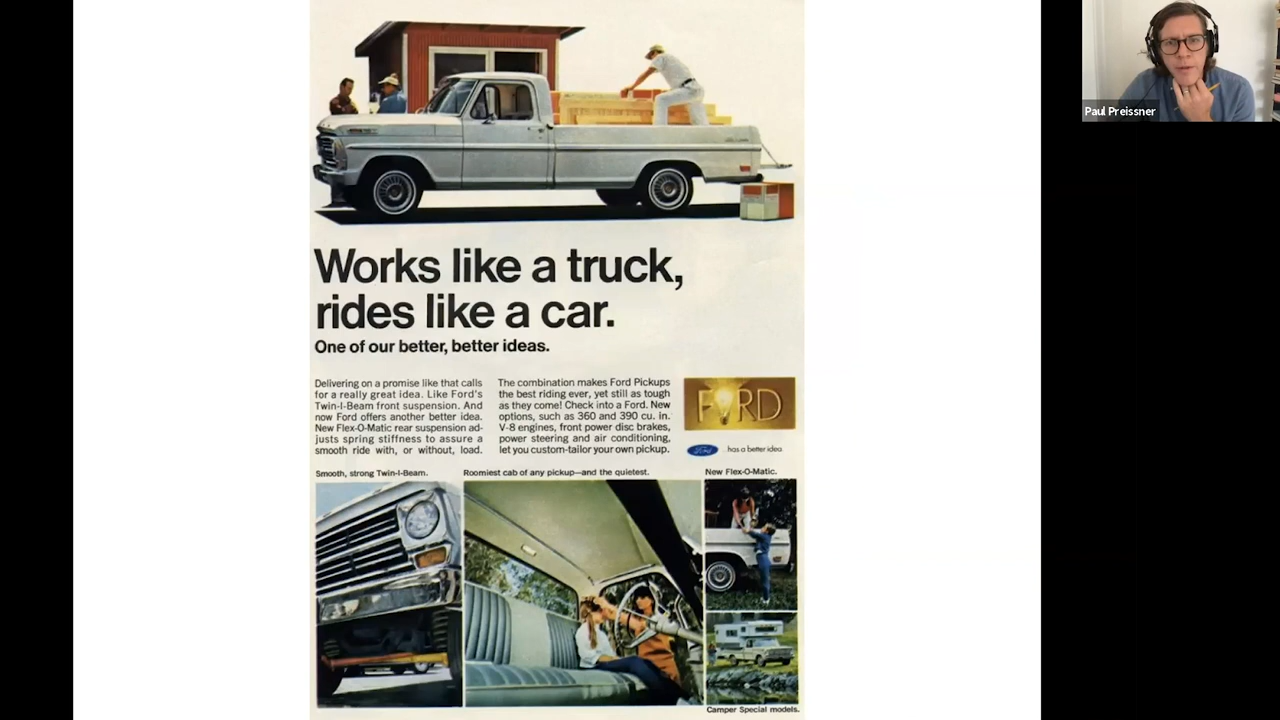 Paul Preissner
Works like a truck,
rides like a car.
One of our better, better ideas.
Delivering on a promise like that calls
for a really great idea. Like Ford's
Twin-I-Beam front suspension. And
now Ford offers another better idea.
New Flex-O-Matic rear suspension ad-
justs spring stiffness to assure a
smooth ride with, or without, load.
The combination makes Ford Pickups
the best riding ever, yet still as tough
as they come! Check into a Ford. New
options, such as 360 and 390 cu. in.
V-8 engines, front power disc brakes,
power steering and air conditioning,
let you custom-tailor your own pickup.
FORD
Ford
...has a better idea
Smooth, strong Twin-I-Beam.
Roomiest cab of any pickup—and the quietest.
New Flex-O-Matic.
Camper Special models.